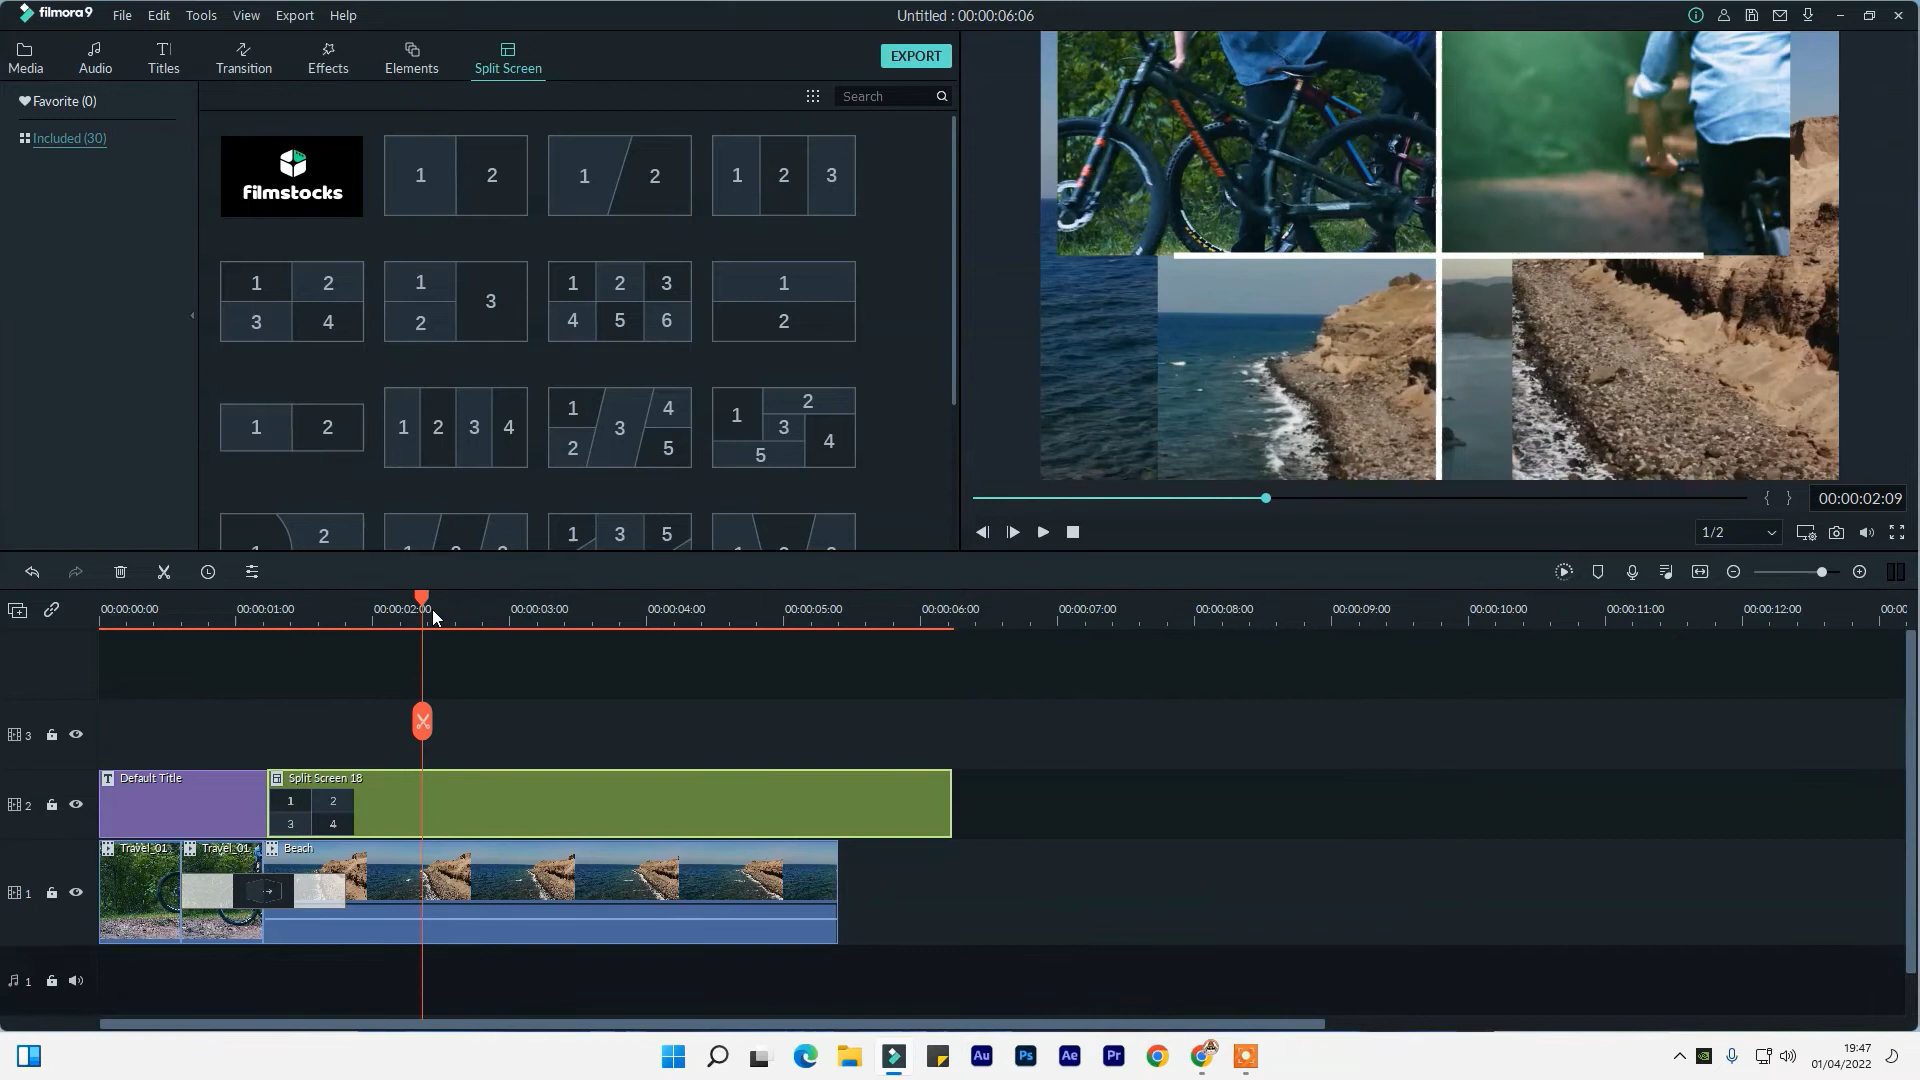 filmora9 File Edit Tools View Export Help Untitled : 00:00:06:06
Media Audio Titles Transition Effects Elements Split Screen EXPORT
Favorite (0)
Search
Included (30)
filmstocks
1 2
1 2
1 2 3
1 2
3 4
1
2
3
1 2 3
4 5 6
1
2
1 2
1 2 3 4
1
2
3
4
5
1
2
3
4
5
2
1 3 5
00:00:02:09
1/2
00:00:00:00 00:00:01:00 00:00:02:00 00:00:03:00 00:00:04:00 00:00:05:00 00:00:06:00 00:00:07:00 00:00:08:00 00:00:09:00 00:00:10:00 00:00:11:00 00:00:12:00 00:00
3
T Default Title Split Screen 18
1 2
3 4
2
Travel_01 Travel_01 Beach
1
1
Au Ps Ae Pr
19:47
01/04/2022